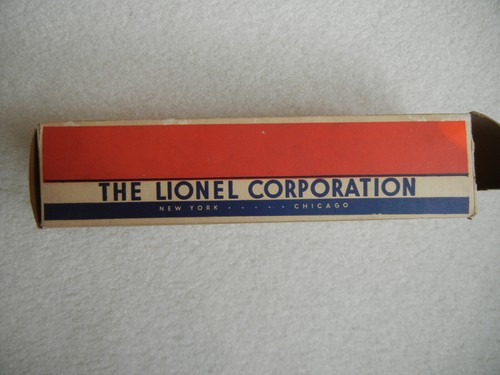 THE LIONEL CORPORATION
NEW YORK · · · · · CHICAGO